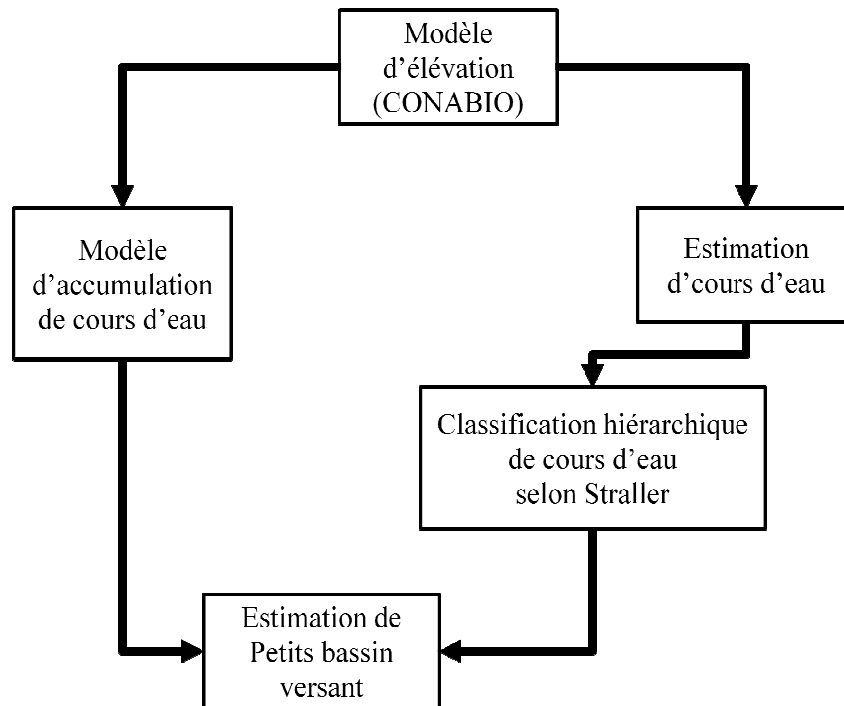 Modèle
d’élévation
(CONABIO)
Modèle
d’accumulation
de cours d’eau
Estimation
d’cours d’eau
Classification hiérarchique
de cours d’eau
selon Straller
Estimation de
Petits bassin
versant